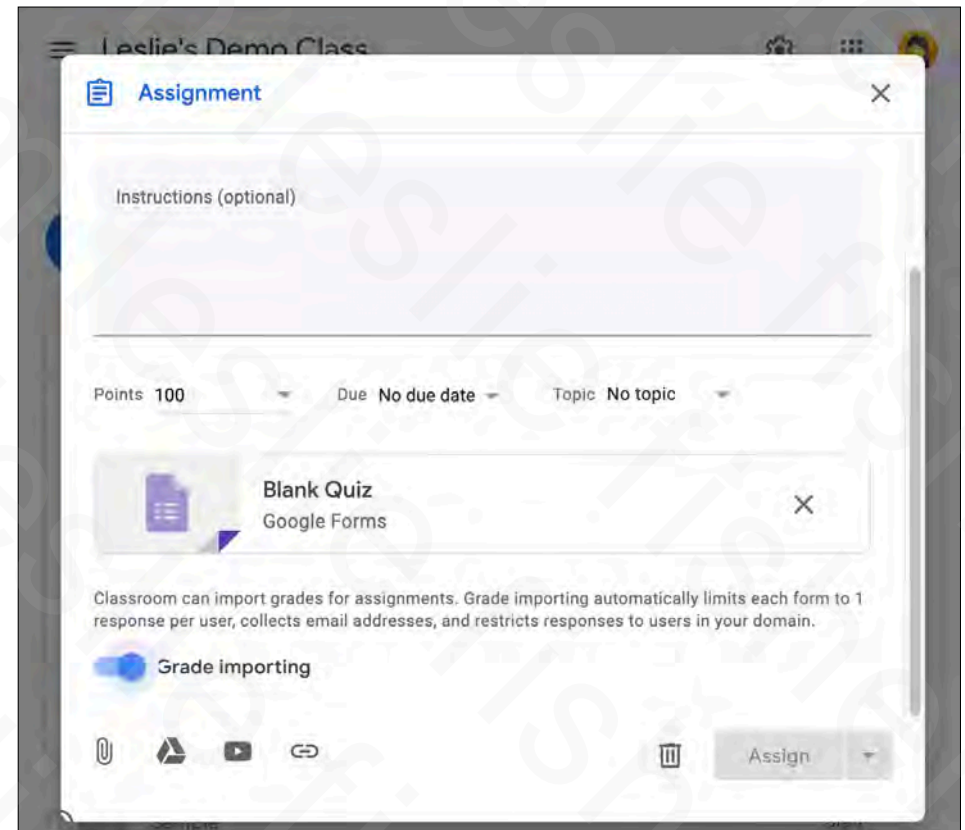 Leslie's Demo Class
Assignment
Instructions (optional)
Points 100 Due No due date Topic No topic
Blank Quiz
Google Forms
Classroom can import grades for assignments. Grade importing automatically limits each form to 1
response per user, collects email addresses, and restricts responses to users in your domain.
Grade importing
Assign